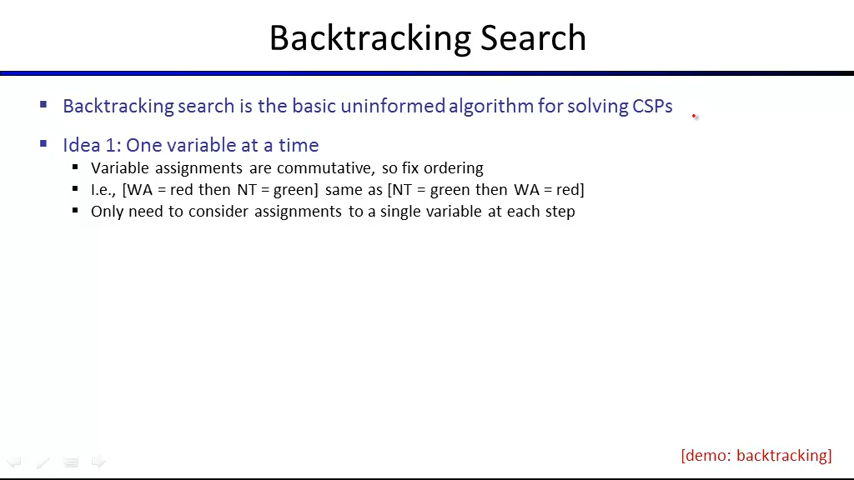 Backtracking Search
Backtracking search is the basic uninformed algorithm for solving CSPs
Idea 1: One variable at a time
Variable assignments are commutative, so fix ordering
I.e., [WA = red then NT = green] same as [NT = green then WA = red]
Only need to consider assignments to a single variable at each step
[demo: backtracking]